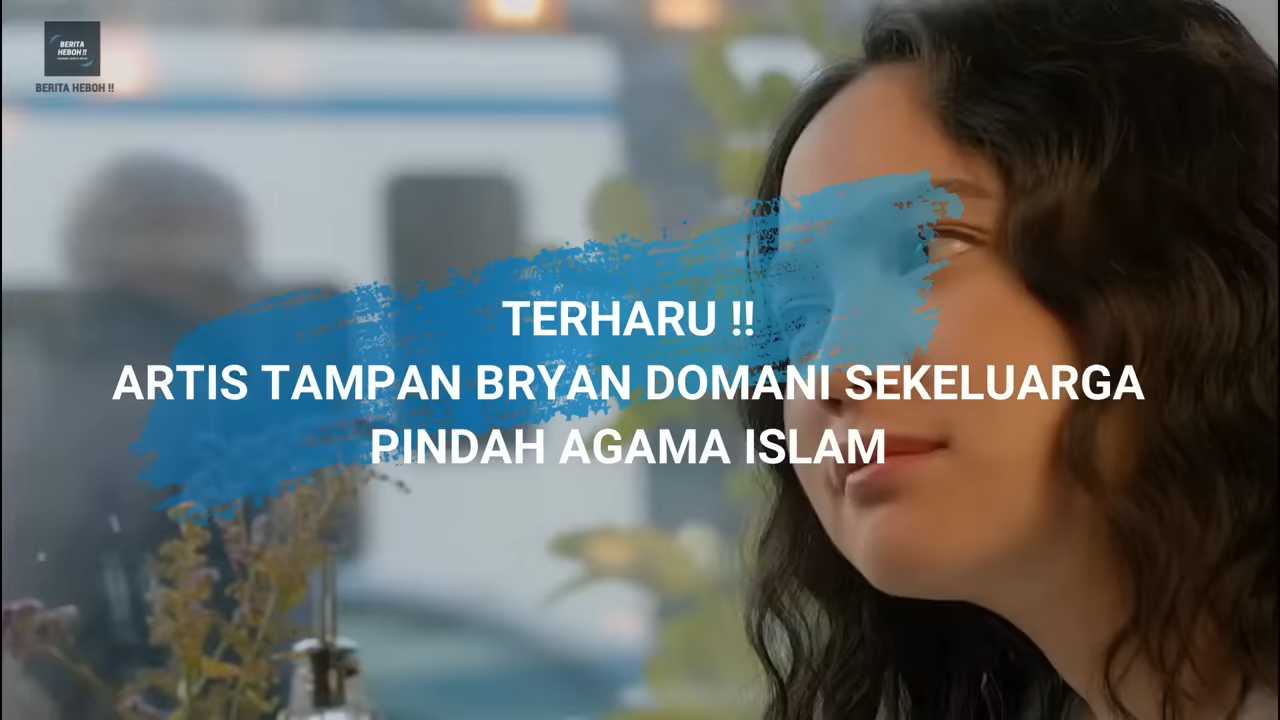 BERITA
HEBOH !!
BERITA HEBOH !!
TERHARU !!
ARTIS TAMPAN BRYAN DOMANI SEKELUARGA
PINDAH AGAMA ISLAM